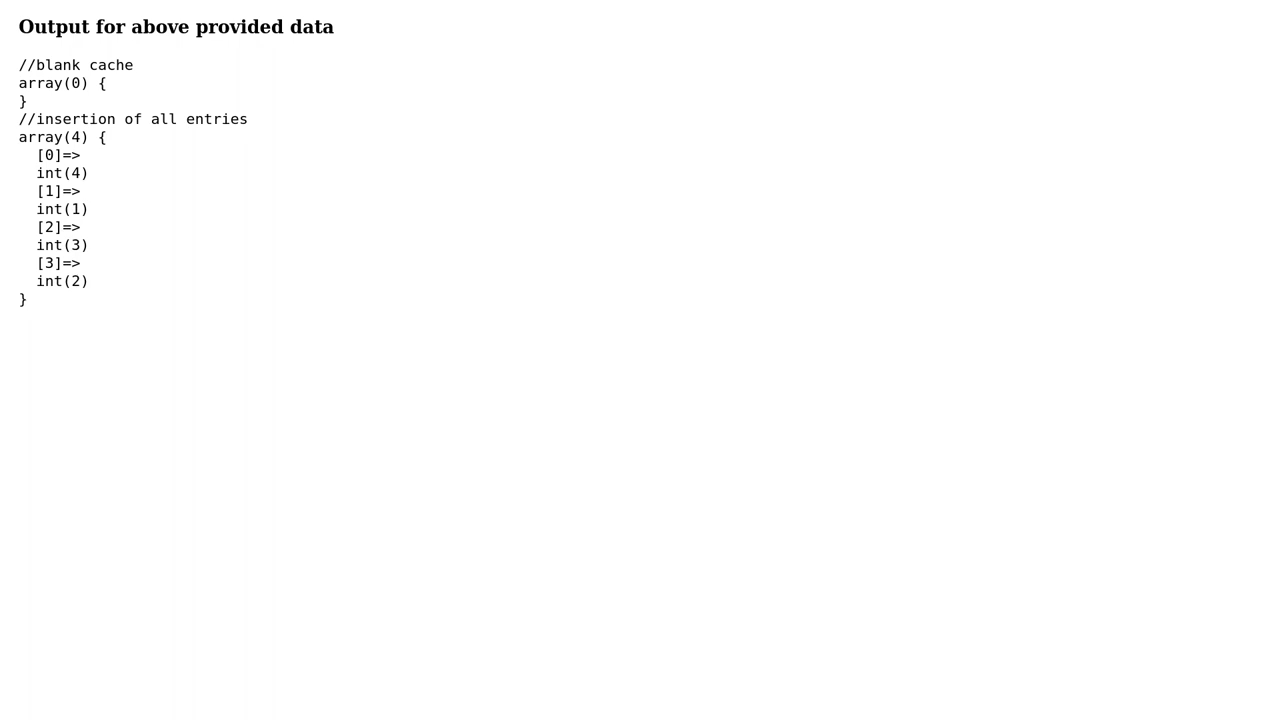 Output for above provided data
//blank cache
array(0) {
}
//insertion of all entries
array(4) {
  [0]=>
  int(4)
  [1]=>
  int(1)
  [2]=>
  int(3)
  [3]=>
  int(2)
}